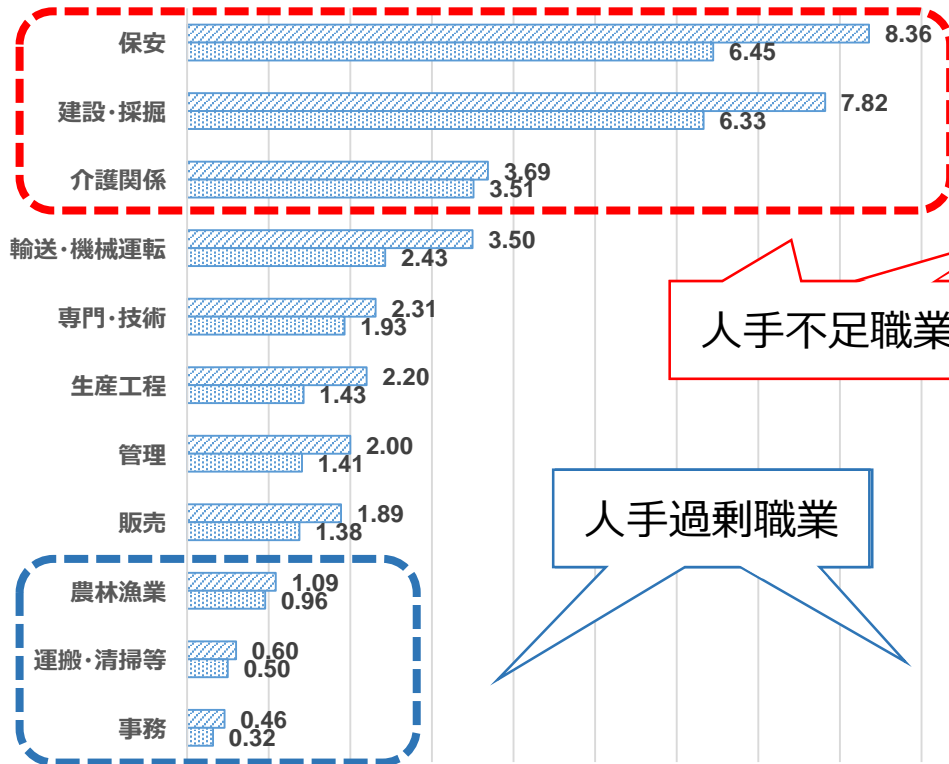 保安
8.36
6.45
建設・採掘
7.82
6.33
介護関係
3.69
3.51
輸送・機械運転
3.50
2.43
人手不足職業
専門・技術
2.31
1.93
生産工程
2.20
1.43
管理
2.00
1.41
販売
1.89
1.38
人手過剰職業
農林漁業
1.09
0.96
運搬・清掃等
0.60
0.50
事務
0.46
0.32